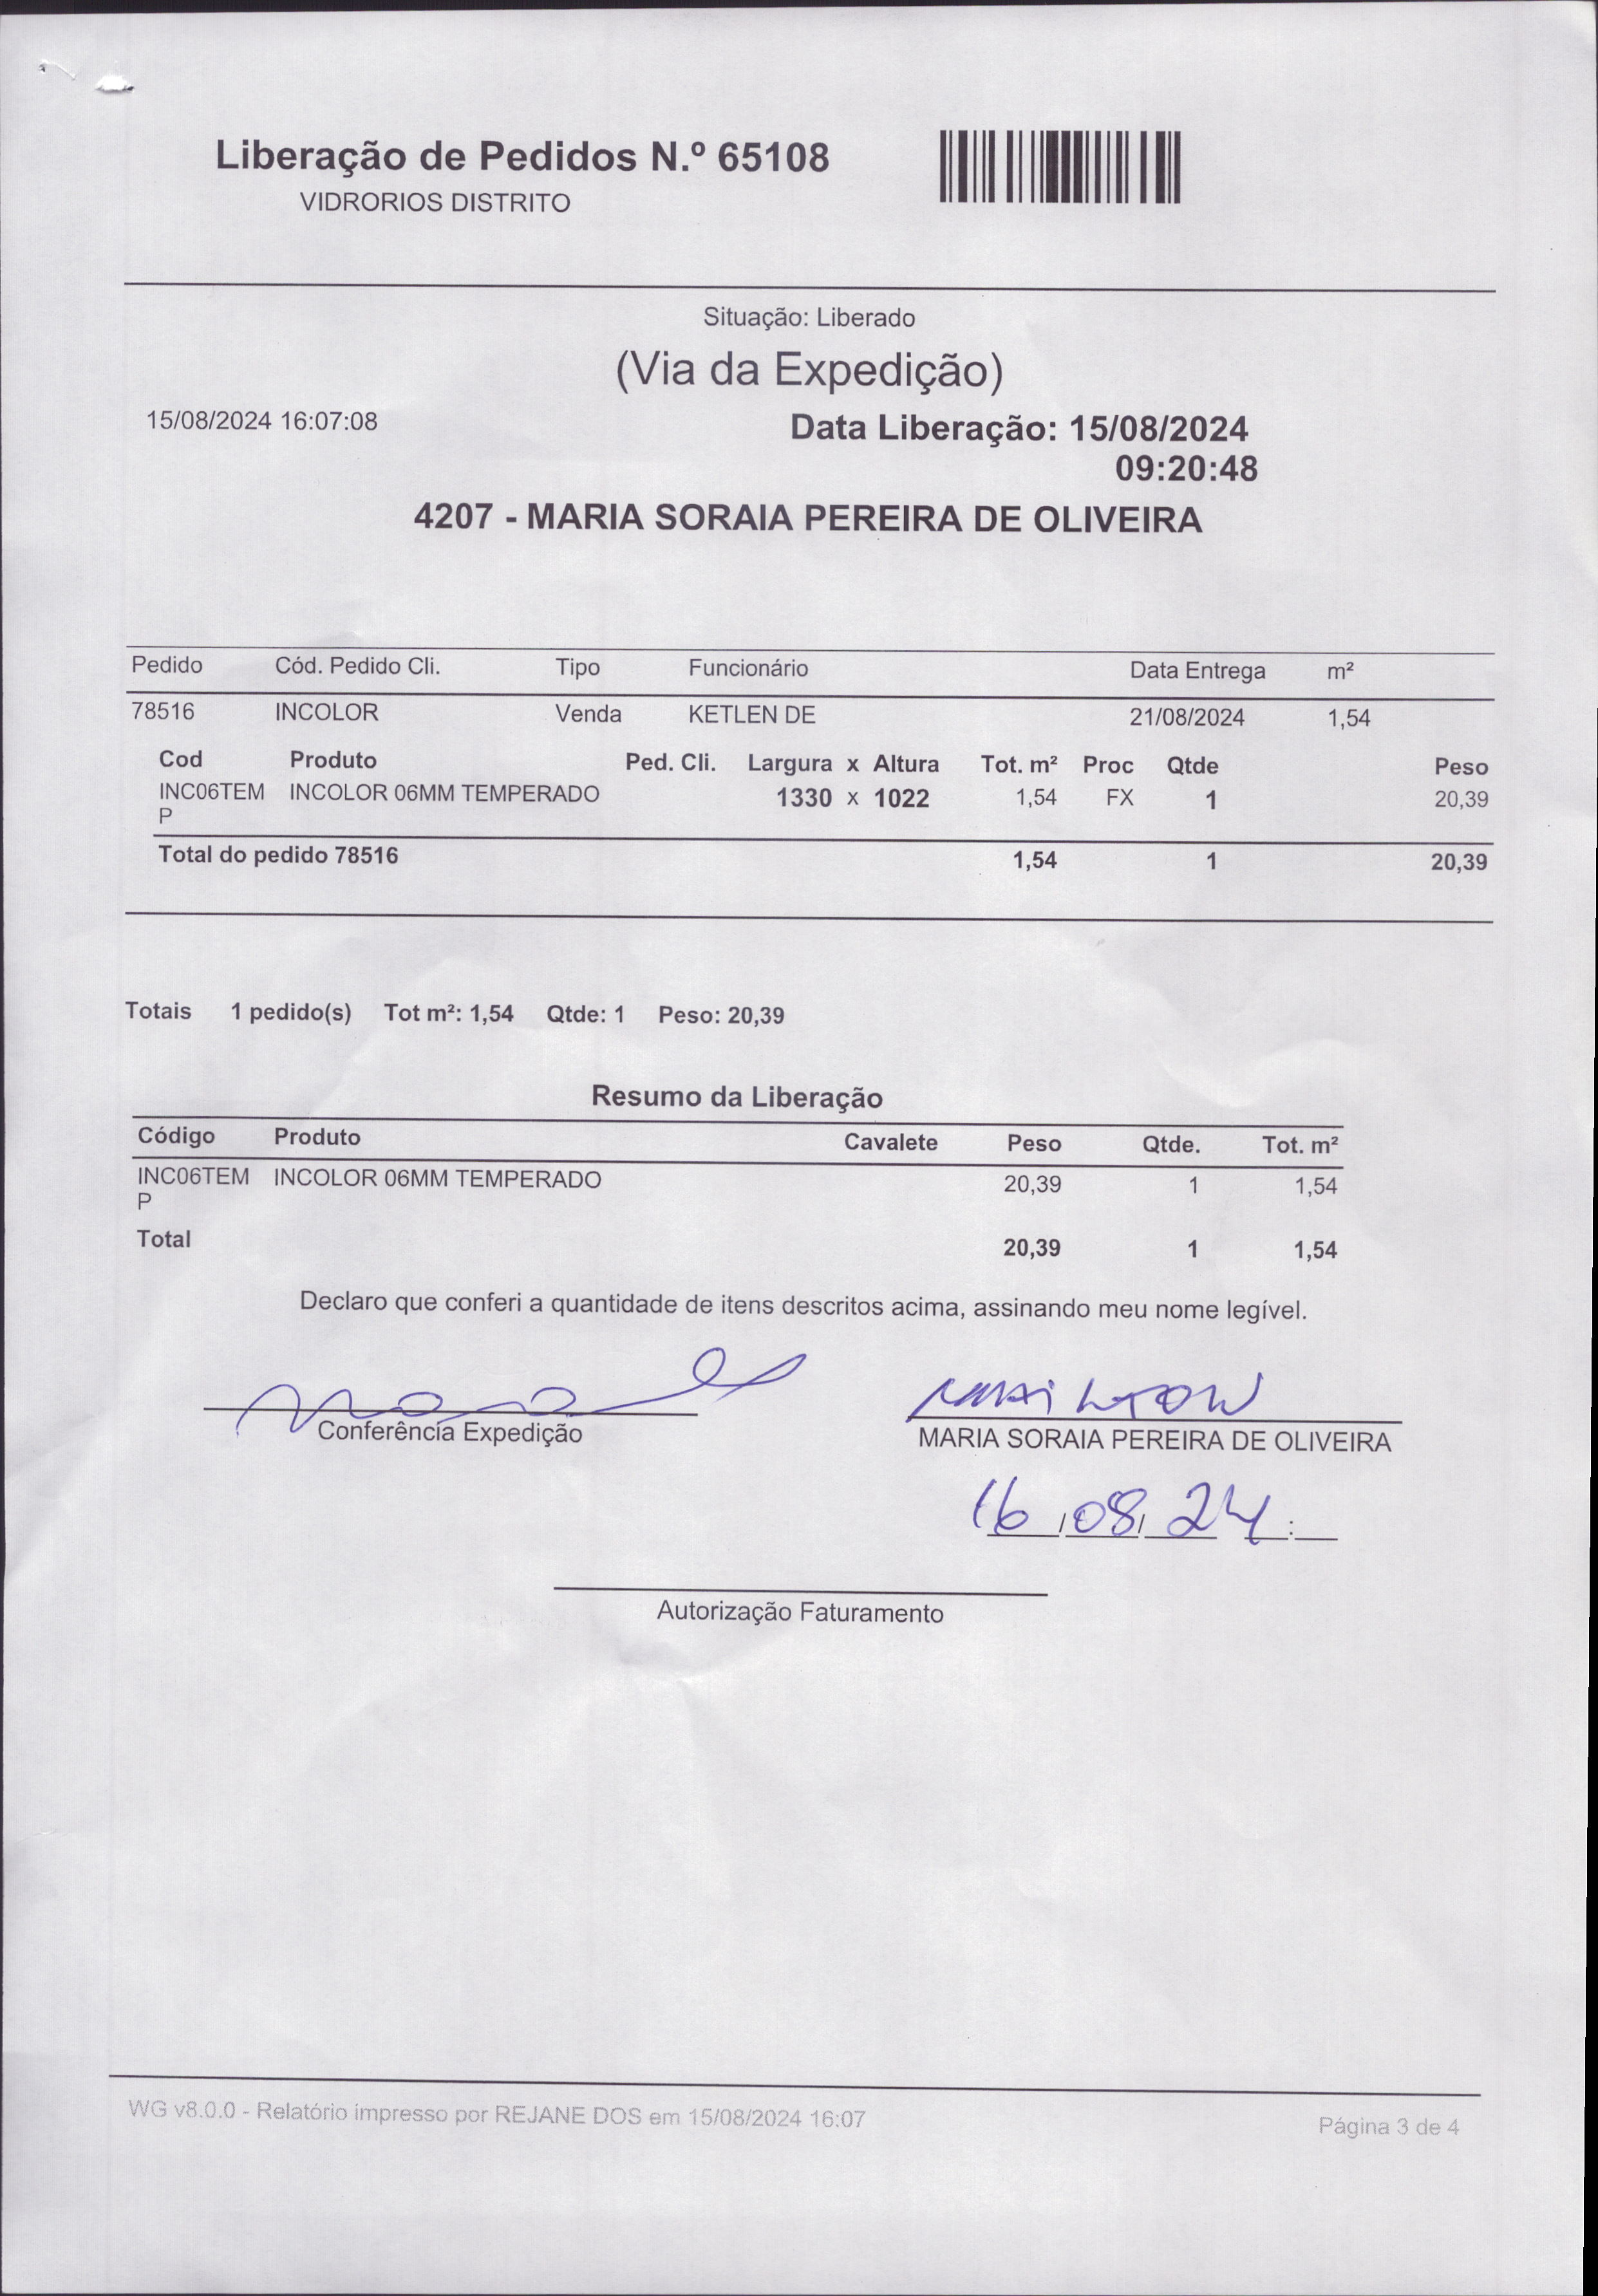 Liberação de Pedidos N.º 65108
VIDRORIOS DISTRITO
Situação: Liberado
(Via da Expedição)
15/08/2024 16:07:08
Data Liberação: 15/08/2024
09:20:48
4207 - MARIA SORAIA PEREIRA DE OLIVEIRA
Pedido Cód. Pedido Cli. Tipo Funcionário Data Entrega m²
78516 INCOLOR Venda KETLEN DE 21/08/2024 1,54
Cod Produto Ped. Cli. Largura x Altura Tot. m² Proc Qtde Peso
INC06TEM INCOLOR 06MM TEMPERADO 1330 x 1022 1,54 FX 1 20,39
P
Total do pedido 78516 1,54 1 20,39
Totais 1 pedido(s) Tot m²: 1,54 Qtde: 1 Peso: 20,39
Resumo da Liberação
Código Produto Cavalete Peso Qtde. Tot. m²
INC06TEM INCOLOR 06MM TEMPERADO 20,39 1 1,54
P
Total 20,39 1 1,54
Declaro que conferi a quantidade de itens descritos acima, assinando meu nome legível.
Conferência Expedição
MARIA SORAIA PEREIRA DE OLIVEIRA
16/08/24 :
Autorização Faturamento
WG v8.0.0 - Relatório impresso por REJANE DOS em 15/08/2024 16:07
Página 3 de 4